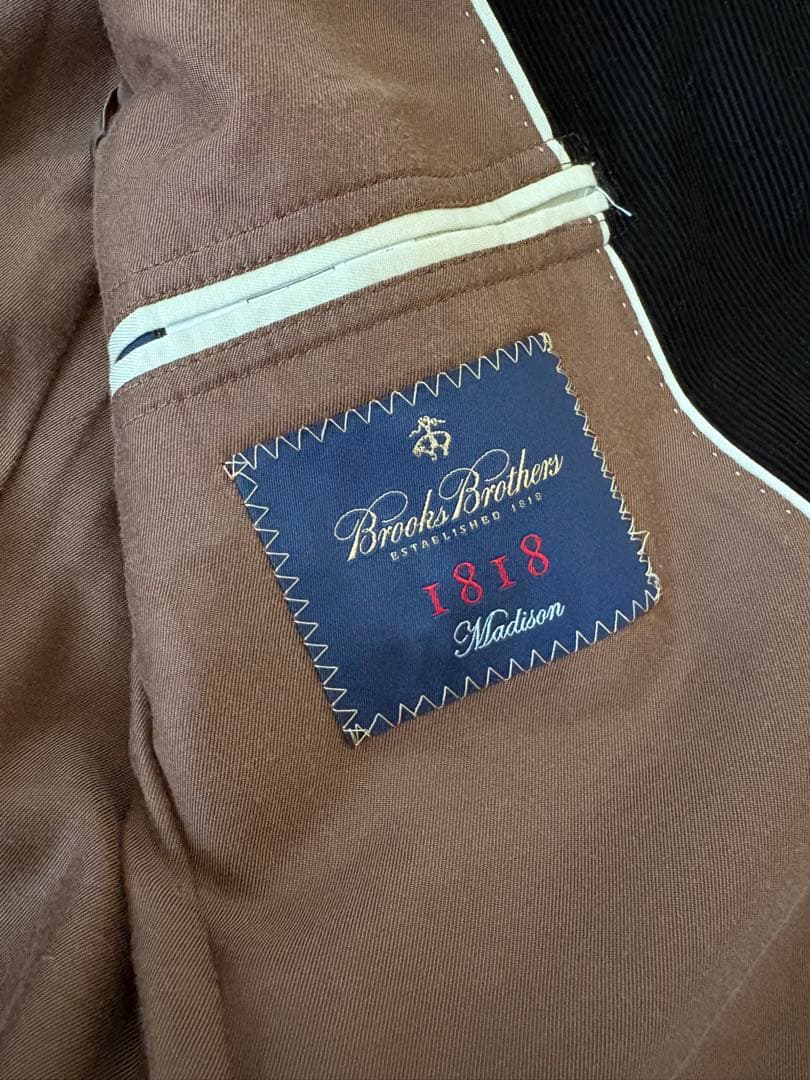 Brooks Brothers
ESTABLISHED 1818
1818
Madison